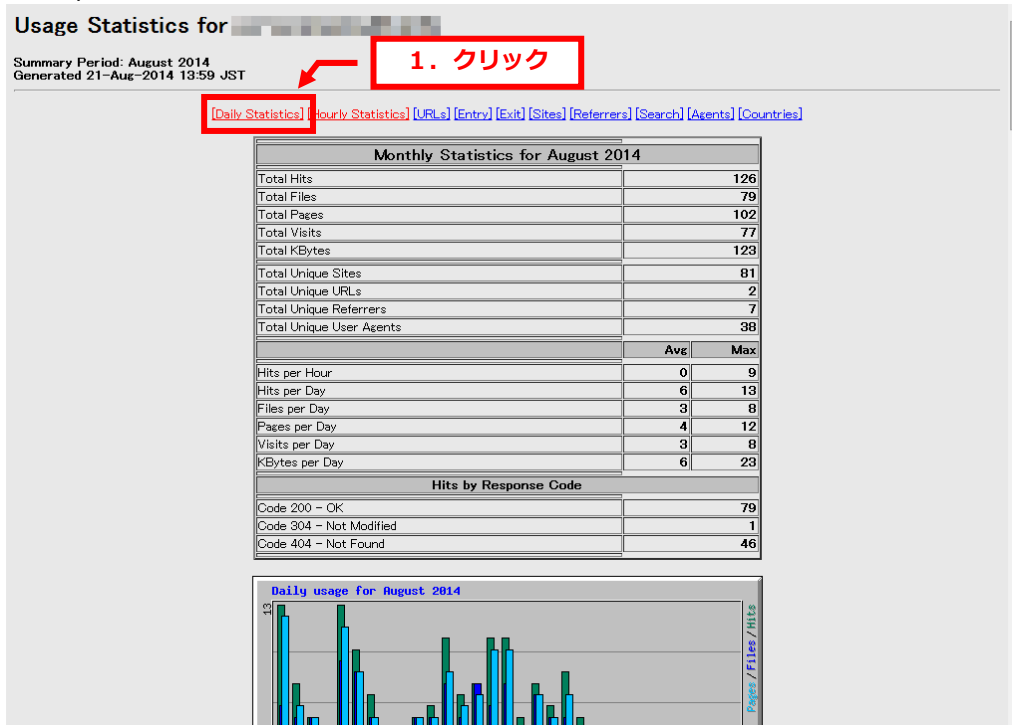 Usage Statistics for
Summary Period: August 2014
Generated 21-Aug-2014 13:59 JST
1．クリック
[Daily Statistics] [Hourly Statistics] [URLs] [Entry] [Exit] [Sites] [Referrers] [Search] [Agents] [Countries]
Monthly Statistics for August 2014
Total Hits 126
Total Files 79
Total Pages 102
Total Visits 77
Total KBytes 123
Total Unique Sites 81
Total Unique URLs 2
Total Unique Referrers 7
Total Unique User Agents 38
Avg Max
Hits per Hour 0 9
Hits per Day 6 13
Files per Day 3 8
Pages per Day 4 12
Visits per Day 3 8
KBytes per Day 6 23
Hits by Response Code
Code 200 - OK 79
Code 304 - Not Modified 1
Code 404 - Not Found 46
Daily usage for August 2014
13
Pages / Files / Hits